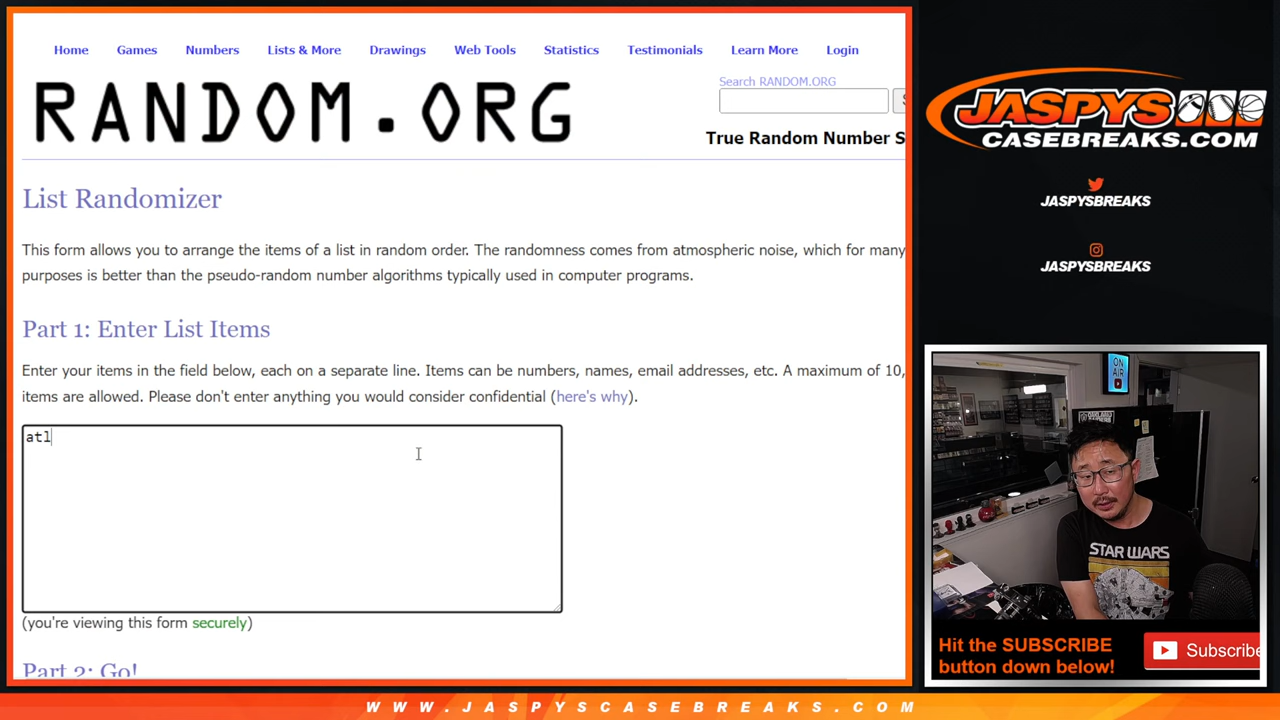 Home Games Numbers Lists & More Drawings Web Tools Statistics Testimonials Learn More Login
RANDOM.ORG
Search RANDOM.ORG
True Random Number S
List Randomizer
This form allows you to arrange the items of a list in random order. The randomness comes from atmospheric noise, which for many
purposes is better than the pseudo-random number algorithms typically used in computer programs.
Part 1: Enter List Items
Enter your items in the field below, each on a separate line. Items can be numbers, names, email addresses, etc. A maximum of 10,
items are allowed. Please don't enter anything you would consider confidential (here's why).
atl
(you're viewing this form securely)
Part 2: Go!
JASPYS
CASEBREAKS.COM
JASPYSBREAKS
JASPYSBREAKS
ON
AIR
STAR WARS
Hit the SUBSCRIBE
button down below!
Subscribe
WWW.JASPYSCASEBREAKS.COM